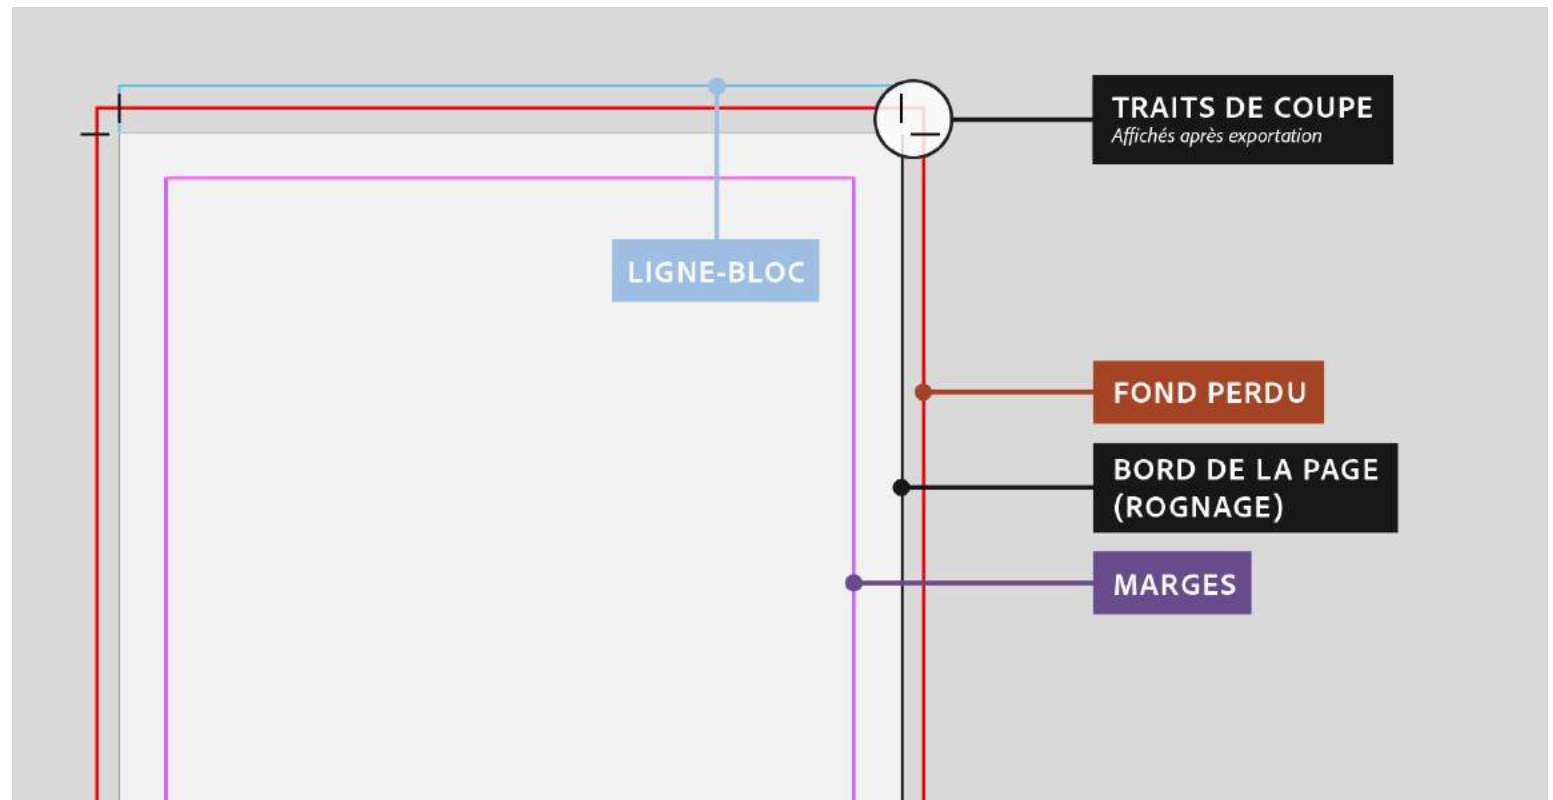 TRAITS DE COUPE
Affichés après exportation
LIGNE-BLOC
FOND PERDU
BORD DE LA PAGE
(ROGNAGE)
MARGES